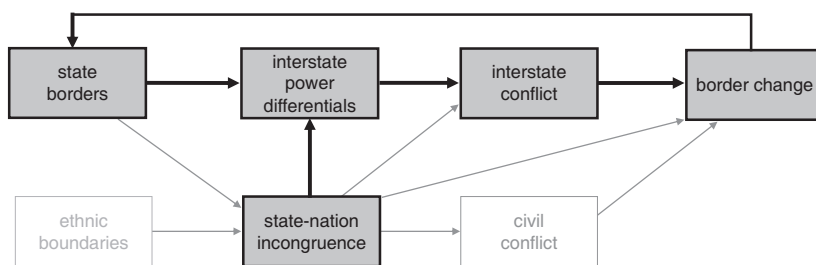 state
borders
interstate
power
differentials
interstate
conflict
border change
ethnic
boundaries
state-nation
incongruence
civil
conflict